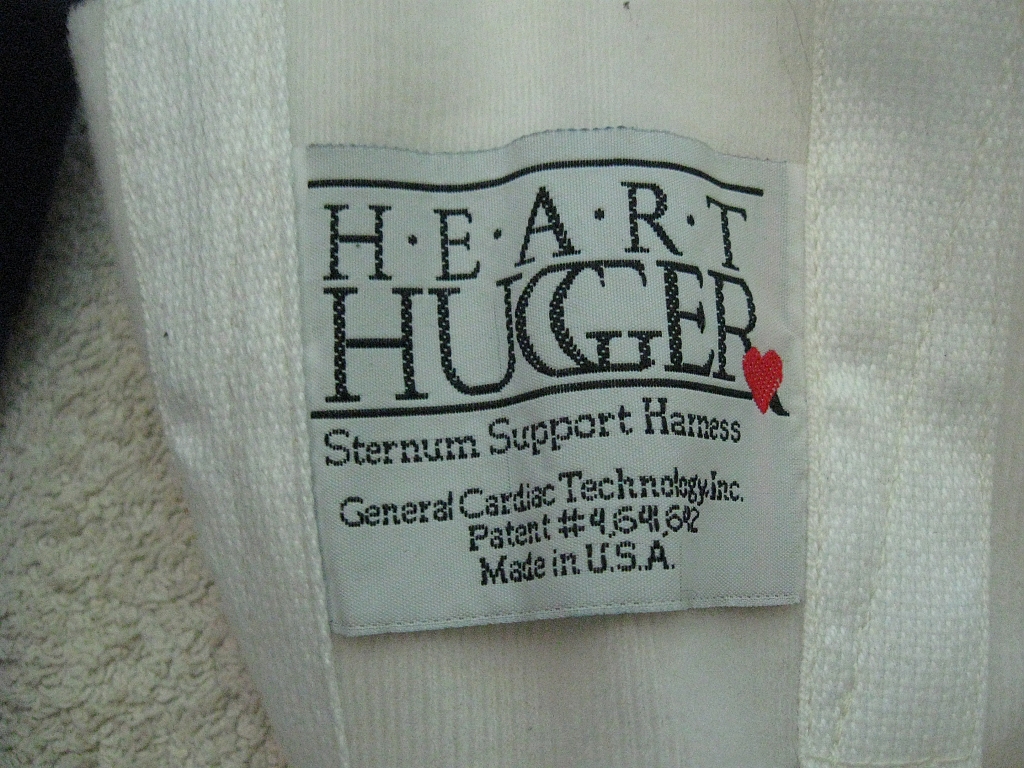 H·E·A·R·T
HUGGER
Sternum Support Harness
General Cardiac Technology, Inc.
Patent # 4,641,642
Made in U.S.A.